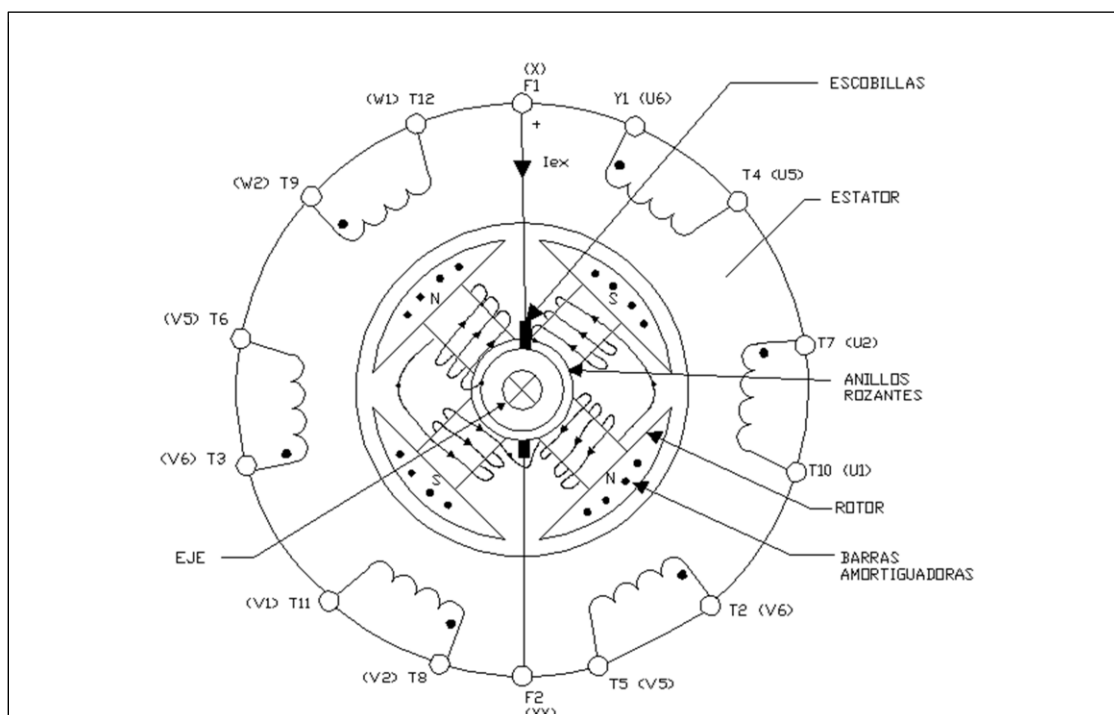 (X)
F1
+
Iex
(W1) T12
Y1 (U6)
ESCOBILLAS
(W2) T9
T4 (U5)
ESTATOR
N
S
(V5) T6
T7 (U2)
ANILLOS
ROZANTES
(V6) T3
T10 (U1)
S
N
ROTOR
EJE
BARRAS
AMORTIGUADORAS
(V1) T11
T2 (V6)
(V2) T8
T5 (V5)
F2
(XX)